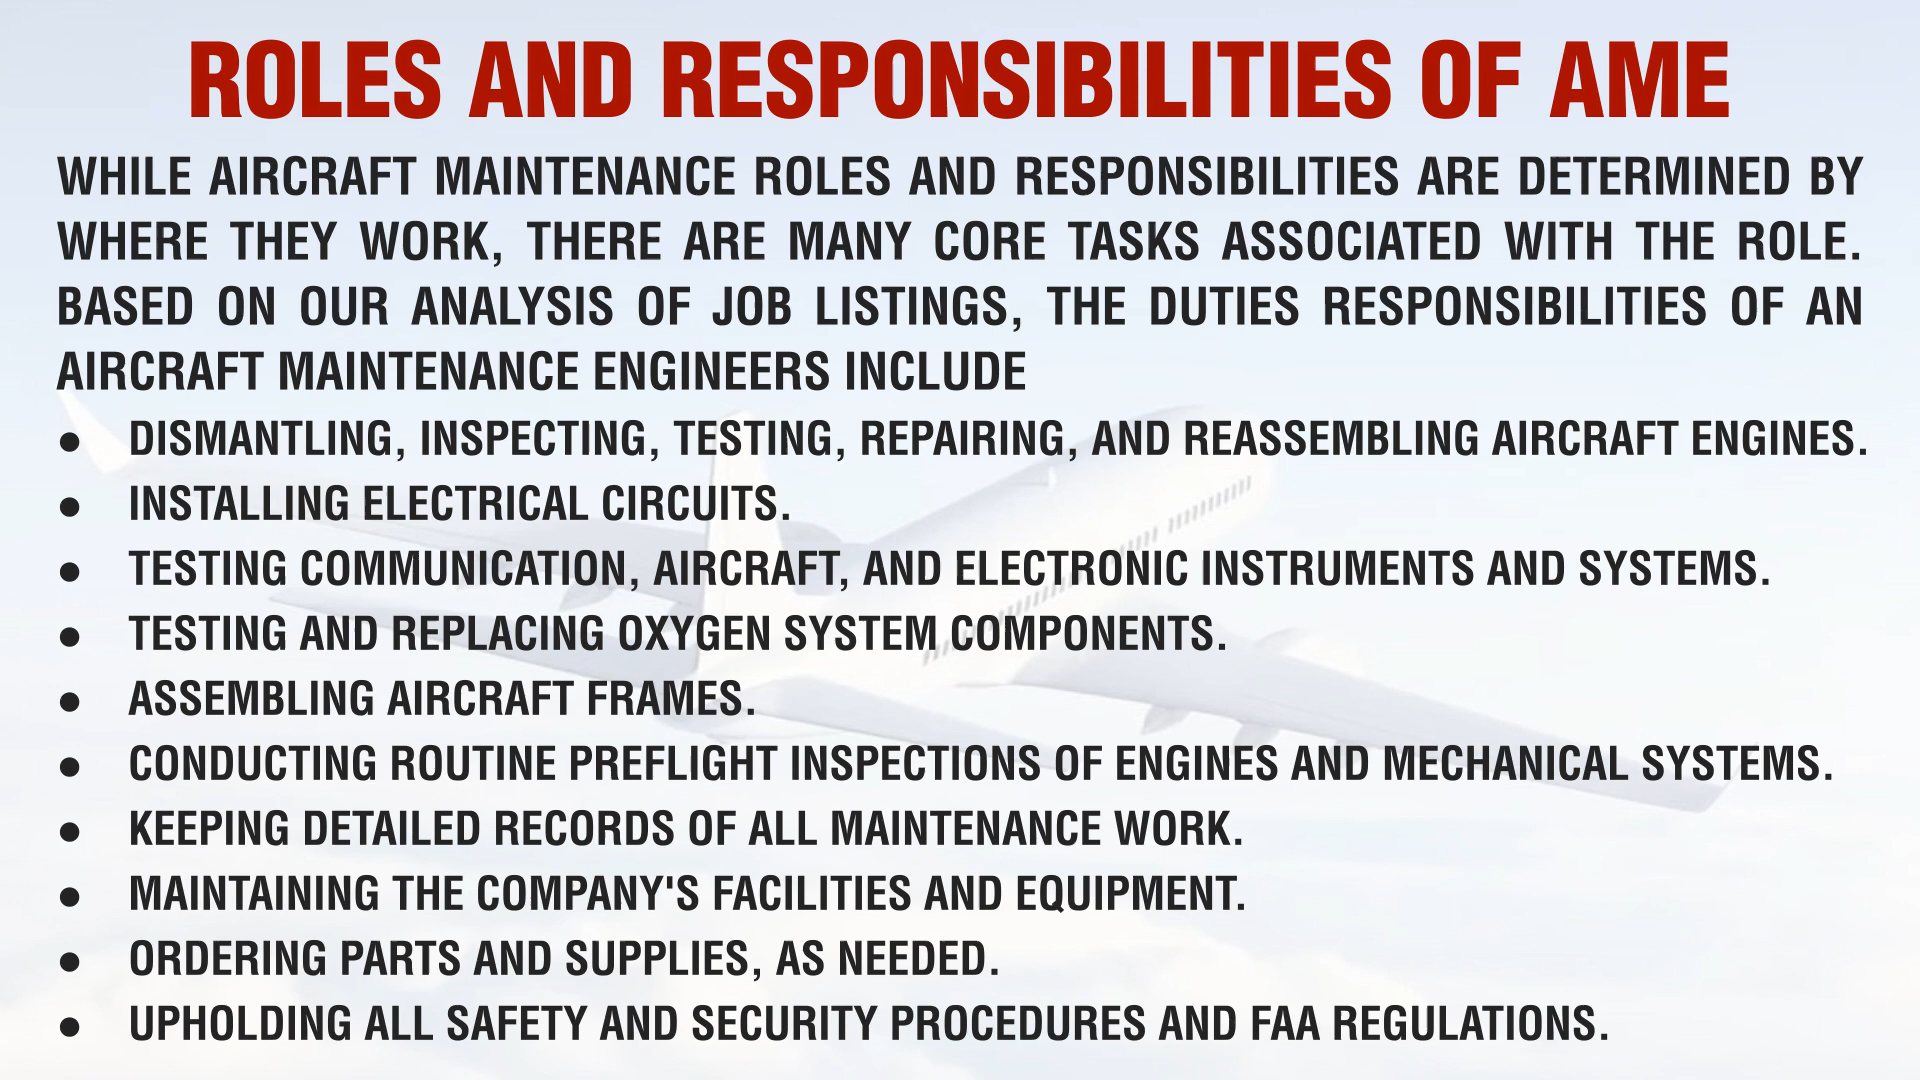 ROLES AND RESPONSIBILITIES OF AME
WHILE AIRCRAFT MAINTENANCE ROLES AND RESPONSIBILITIES ARE DETERMINED BY
WHERE THEY WORK, THERE ARE MANY CORE TASKS ASSOCIATED WITH THE ROLE.
BASED ON OUR ANALYSIS OF JOB LISTINGS, THE DUTIES RESPONSIBILITIES OF AN
AIRCRAFT MAINTENANCE ENGINEERS INCLUDE
● DISMANTLING, INSPECTING, TESTING, REPAIRING, AND REASSEMBLING AIRCRAFT ENGINES.
● INSTALLING ELECTRICAL CIRCUITS.
● TESTING COMMUNICATION, AIRCRAFT, AND ELECTRONIC INSTRUMENTS AND SYSTEMS.
● TESTING AND REPLACING OXYGEN SYSTEM COMPONENTS.
● ASSEMBLING AIRCRAFT FRAMES.
● CONDUCTING ROUTINE PREFLIGHT INSPECTIONS OF ENGINES AND MECHANICAL SYSTEMS.
● KEEPING DETAILED RECORDS OF ALL MAINTENANCE WORK.
● MAINTAINING THE COMPANY'S FACILITIES AND EQUIPMENT.
● ORDERING PARTS AND SUPPLIES, AS NEEDED.
● UPHOLDING ALL SAFETY AND SECURITY PROCEDURES AND FAA REGULATIONS.